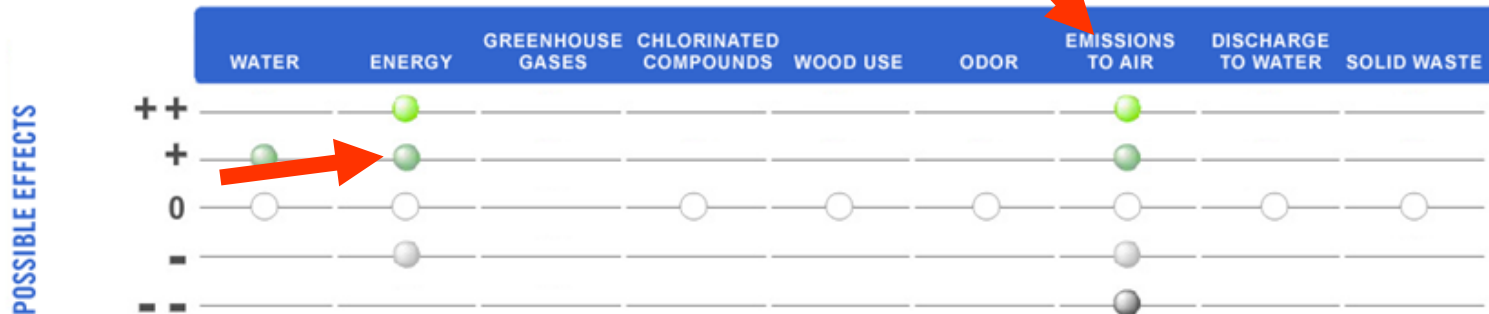 WATER ENERGY GREENHOUSE GASES CHLORINATED COMPOUNDS WOOD USE ODOR EMISSIONS TO AIR DISCHARGE TO WATER SOLID WASTE
POSSIBLE EFFECTS
++
+
0
-
--